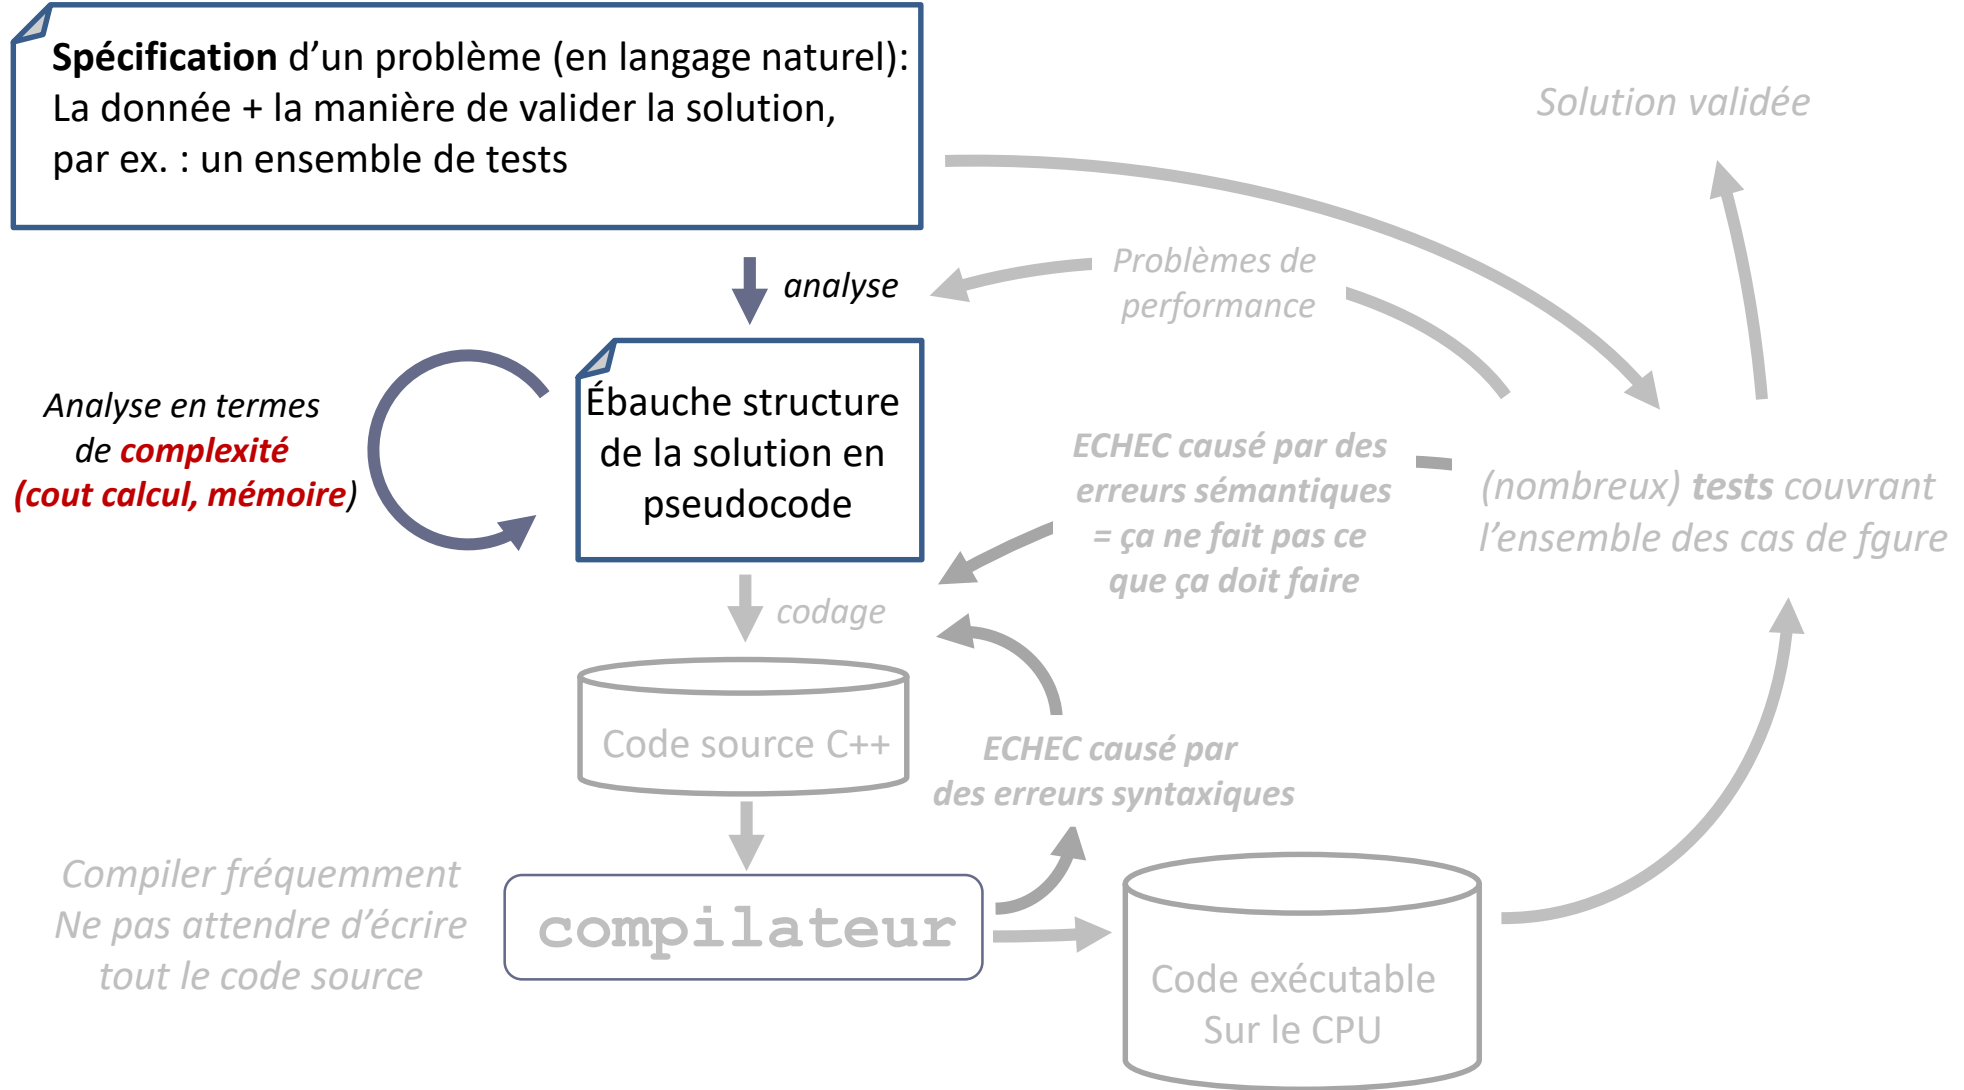 Spécification d’un problème (en langage naturel):
La donnée + la manière de valider la solution,
par ex. : un ensemble de tests
Solution validée
analyse
Problèmes de
performance
Analyse en termes
de complexité
(cout calcul, mémoire)
Ébauche structure
de la solution en
pseudocode
ECHEC causé par des
erreurs sémantiques
= ça ne fait pas ce
que ça doit faire
(nombreux) tests couvrant
l’ensemble des cas de fgure
codage
Code source C++
ECHEC causé par
des erreurs syntaxiques
Compiler fréquemment
Ne pas attendre d’écrire
tout le code source
compilateur
Code exécutable
Sur le CPU